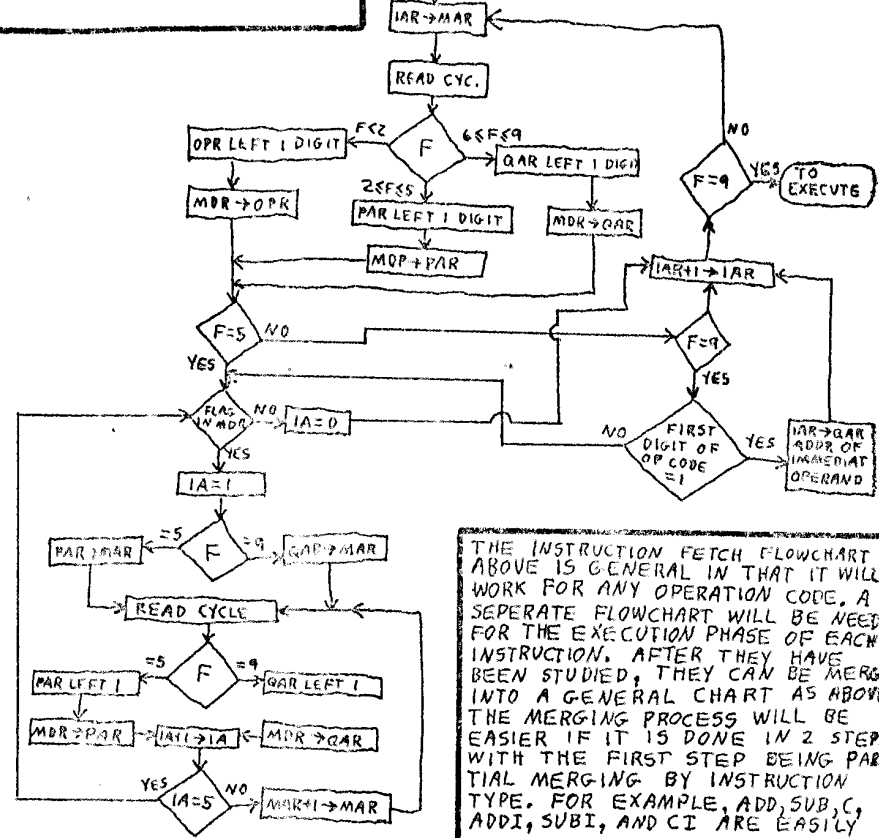 IAR→MAR
READ CYC.
F<2
F
6≤F≤9
OPR LEFT 1 DIGIT
QAR LEFT 1 DIGI
2≤F≤5
PAR LEFT 1 DIGIT
MDR→OPR
MDR→QAR
MDP→PAR
NO
F=9
YES
TO
EXECUTE
IAR+1→IAR
F=5
NO
YES
F=9
YES
FLAG
IN MDR
NO
IA=0
YES
NO
FIRST
DIGIT OF
OP CODE
=1
YES
IAR→QAR
ADDR OF
IMMEDIAT
OPERAND
IA=1
PAR→MAR
=5
F
=9
QAR→MAR
READ CYCLE
PAR LEFT 1
=5
F
=9
QAR LEFT 1
MDR→PAR
IA+1→IA
MDR→QAR
YES
IA=5
NO
MAR+1→MAR
THE INSTRUCTION FETCH FLOWCHART
ABOVE IS GENERAL IN THAT IT WILL
WORK FOR ANY OPERATION CODE. A
SEPERATE FLOWCHART WILL BE NEED
FOR THE EXECUTION PHASE OF EACH
INSTRUCTION. AFTER THEY HAVE
BEEN STUDIED, THEY CAN BE MERG
INTO A GENERAL CHART AS ABOVE
THE MERGING PROCESS WILL BE
EASIER IF IT IS DONE IN 2 STEP
WITH THE FIRST STEP BEING PAR
TIAL MERGING BY INSTRUCTION
TYPE. FOR EXAMPLE, ADD, SUB, C,
ADDI, SUBI, AND CI ARE EASILY